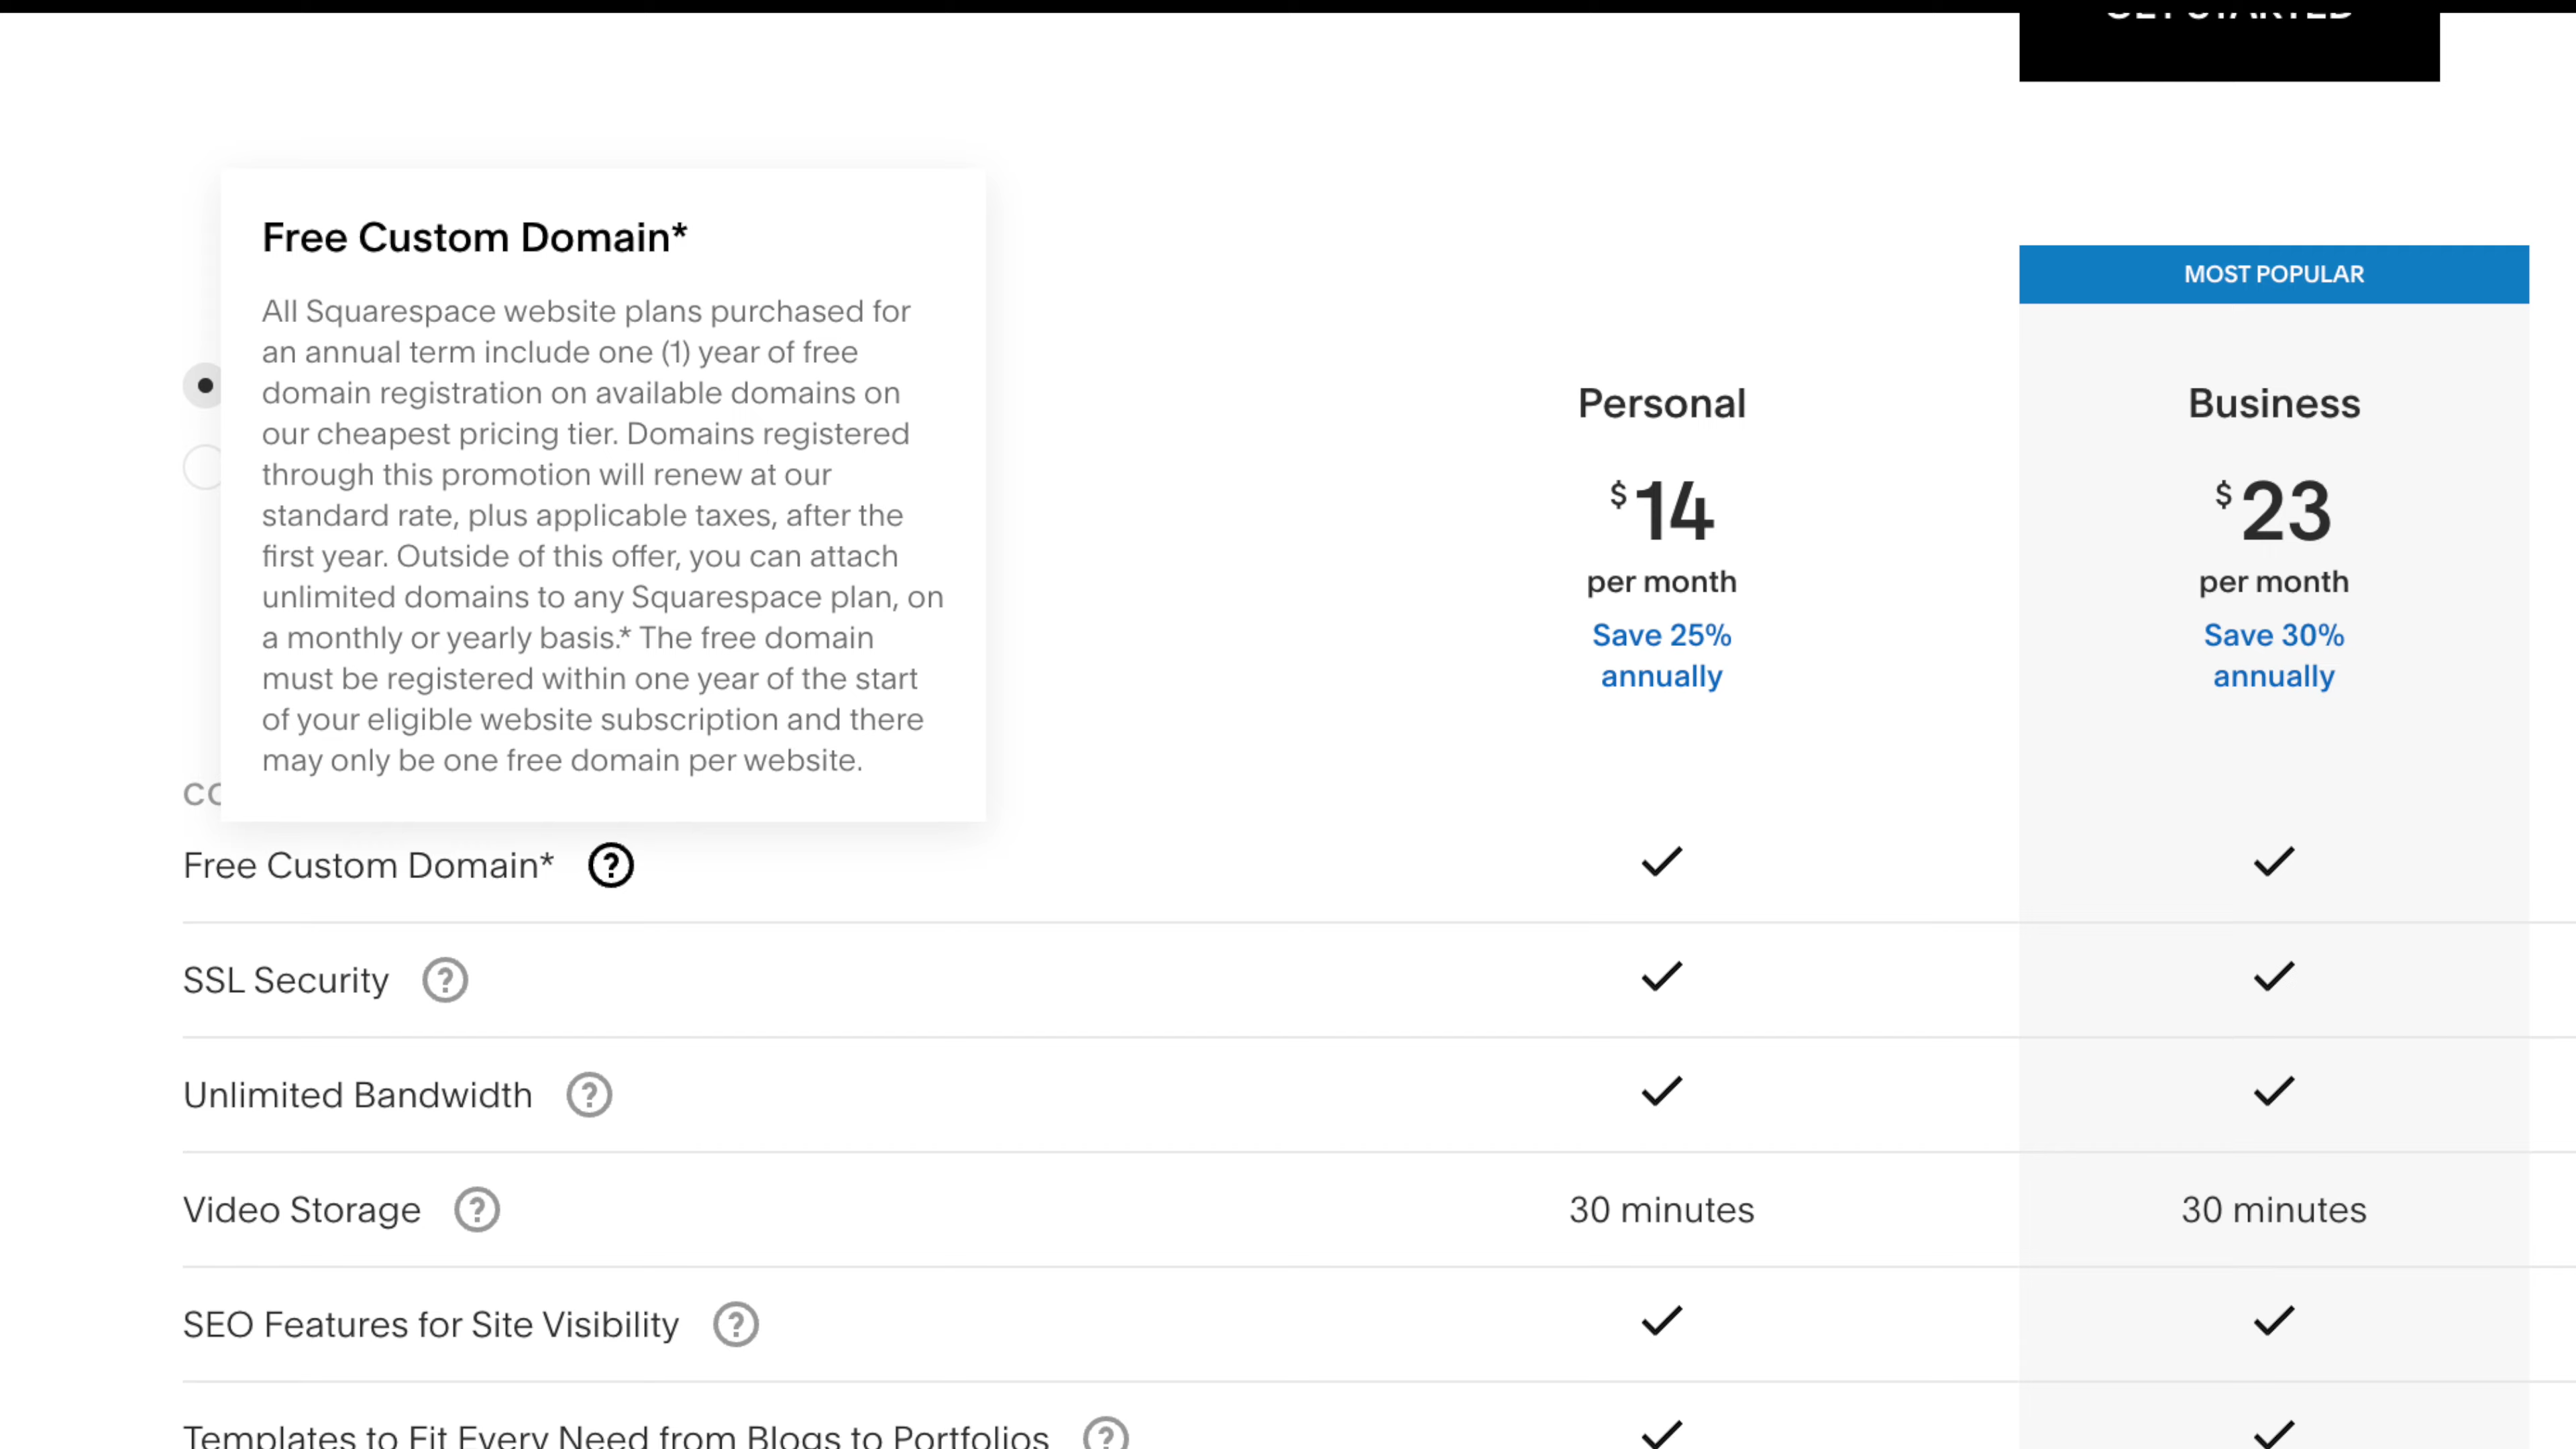 GET STARTED
Free Custom Domain*
All Squarespace website plans purchased for
an annual term include one (1) year of free
domain registration on available domains on
our cheapest pricing tier. Domains registered
through this promotion will renew at our
standard rate, plus applicable taxes, after the
first year. Outside of this offer, you can attach
unlimited domains to any Squarespace plan, on
a monthly or yearly basis.* The free domain
must be registered within one year of the start
of your eligible website subscription and there
may only be one free domain per website.
MOST POPULAR
Personal
Business
$14
$23
per month
per month
Save 25%
Save 30%
annually
annually
Free Custom Domain* ?
SSL Security ?
Unlimited Bandwidth ?
Video Storage ? 30 minutes 30 minutes
SEO Features for Site Visibility ?
Templates to Fit Every Need from Blogs to Portfolios ?